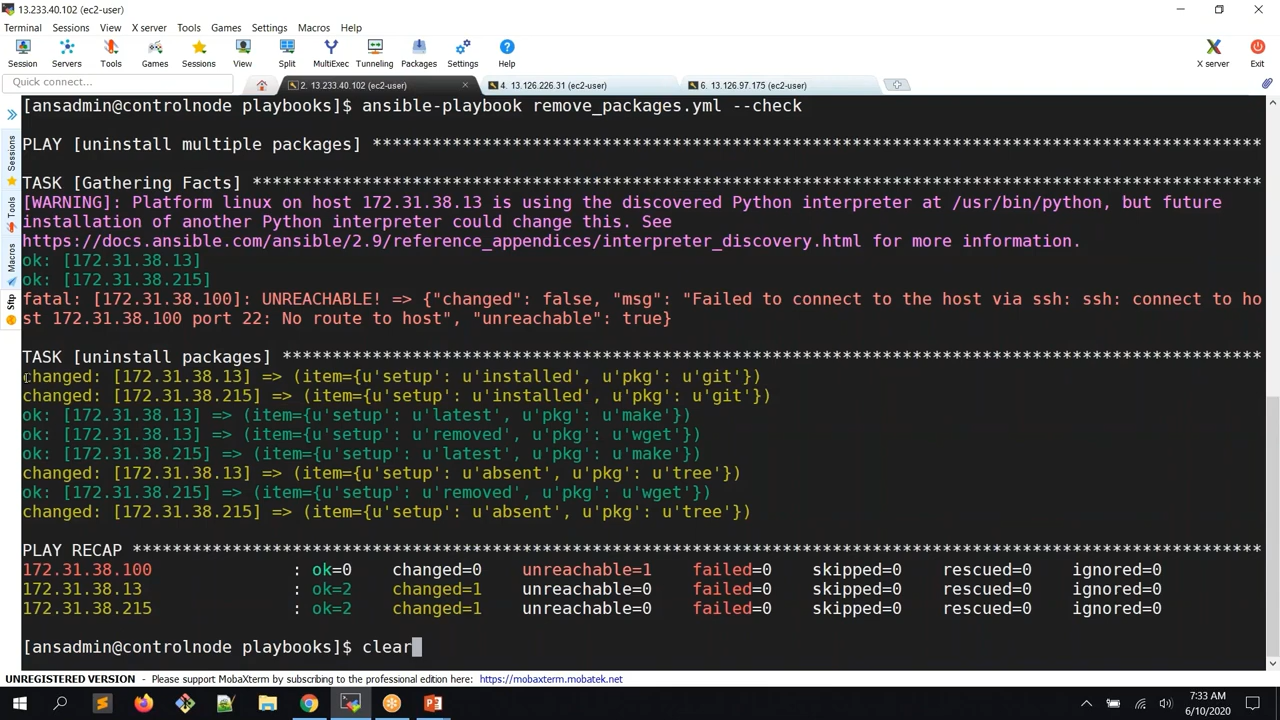 13.233.40.102 (ec2-user)
Terminal Sessions View X server Tools Games Settings Macros Help
Session Servers Tools Games Sessions View Split MultiExec Tunneling Packages Settings Help X server Exit
Quick connect...
2. 13.233.40.102 (ec2-user)
4. 13.126.226.31 (ec2-user)
6. 13.126.97.175 (ec2-user)
Sessions
Tools
Macros
Sftp
[ansadmin@controlnode playbooks]$ ansible-playbook remove_packages.yml --check
PLAY [uninstall multiple packages] *****************************************************************************************
TASK [Gathering Facts] *****************************************************************************************************
[WARNING]: Platform linux on host 172.31.38.13 is using the discovered Python interpreter at /usr/bin/python, but future
installation of another Python interpreter could change this. See
https://docs.ansible.com/ansible/2.9/reference_appendices/interpreter_discovery.html for more information.
ok: [172.31.38.13]
ok: [172.31.38.215]
fatal: [172.31.38.100]: UNREACHABLE! => {"changed": false, "msg": "Failed to connect to the host via ssh: ssh: connect to ho
st 172.31.38.100 port 22: No route to host", "unreachable": true}
TASK [uninstall packages] **************************************************************************************************
changed: [172.31.38.13] => (item={u'setup': u'installed', u'pkg': u'git'})
changed: [172.31.38.215] => (item={u'setup': u'installed', u'pkg': u'git'})
ok: [172.31.38.13] => (item={u'setup': u'latest', u'pkg': u'make'})
ok: [172.31.38.13] => (item={u'setup': u'removed', u'pkg': u'wget'})
ok: [172.31.38.215] => (item={u'setup': u'latest', u'pkg': u'make'})
changed: [172.31.38.13] => (item={u'setup': u'absent', u'pkg': u'tree'})
ok: [172.31.38.215] => (item={u'setup': u'removed', u'pkg': u'wget'})
changed: [172.31.38.215] => (item={u'setup': u'absent', u'pkg': u'tree'})
PLAY RECAP *****************************************************************************************************************
172.31.38.100 : ok=0 changed=0 unreachable=1 failed=0 skipped=0 rescued=0 ignored=0
172.31.38.13 : ok=2 changed=1 unreachable=0 failed=0 skipped=0 rescued=0 ignored=0
172.31.38.215 : ok=2 changed=1 unreachable=0 failed=0 skipped=0 rescued=0 ignored=0
[ansadmin@controlnode playbooks]$ clear
UNREGISTERED VERSION - Please support MobaXterm by subscribing to the professional edition here: https://mobaxterm.mobatek.net
7:33 AM
6/10/2020